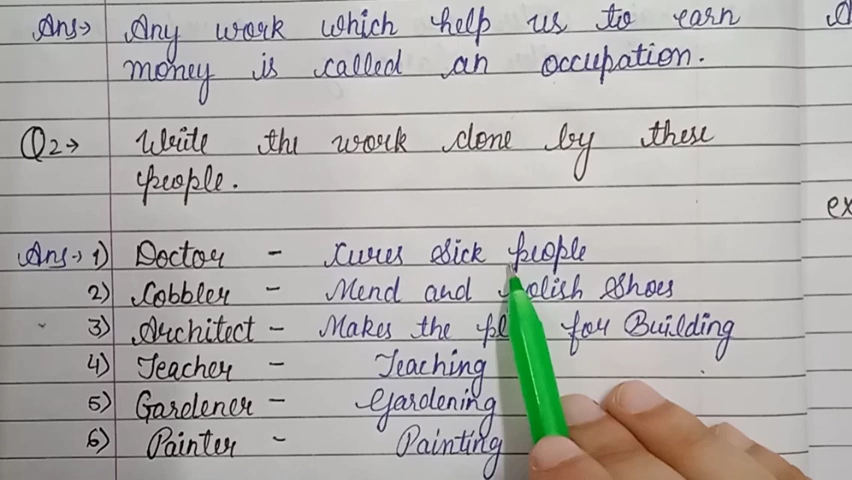 Ans→ Any work which help us to earn
money is called an occupation.
Q2→ Write the work done by these
people.
ex
Ans→ 1) Doctor - Cures sick people
2) Cobbler - Mend and Polish Shoes
3) Architect - Makes the for Building
4) Teacher - Teaching
5) Gardener - Gardening
6) Painter - Painting